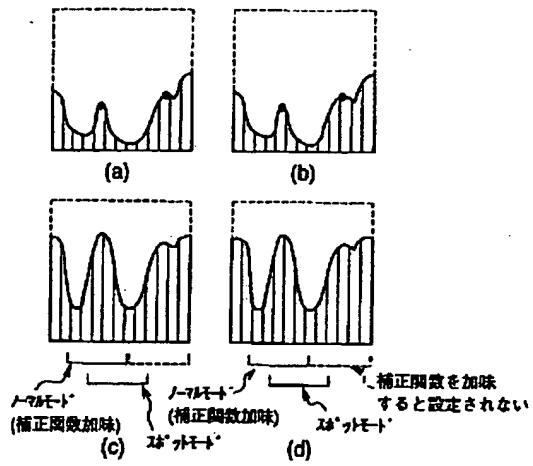 (a)
(b)
ノーマルモード
(補正関数加味)
スポットモード
(c)
ノーマルモード
(補正関数加味)
スポットモード
補正関数を加味
すると設定されない
(d)